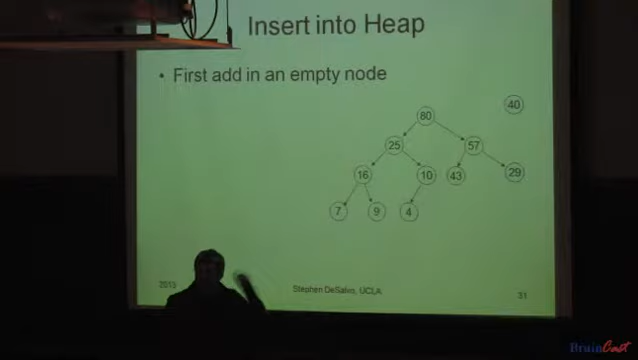 Insert into Heap
• First add in an empty node
40
80
25 57
16 10 43 29
7 9 4
2013 Stephen DeSalvo, UCLA 31
BruinCast